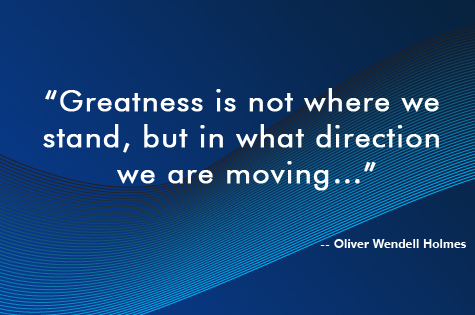 “Greatness is not where we
stand, but in what direction
we are moving...”
-- Oliver Wendell Holmes